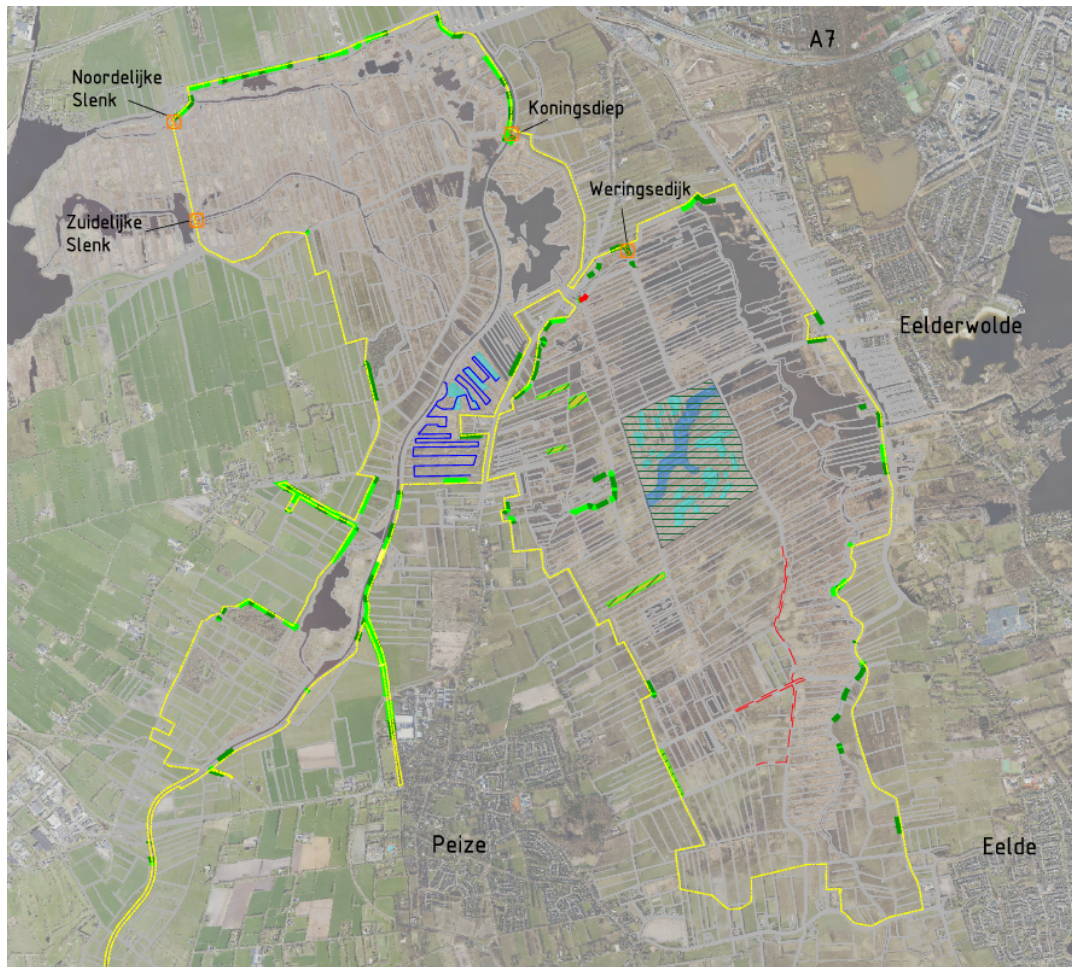 A7
Noordelijke
Slenk
Koningsdiep
Weringsedijk
Zuidelijke
Slenk
Eelderwolde
Peize
Eelde